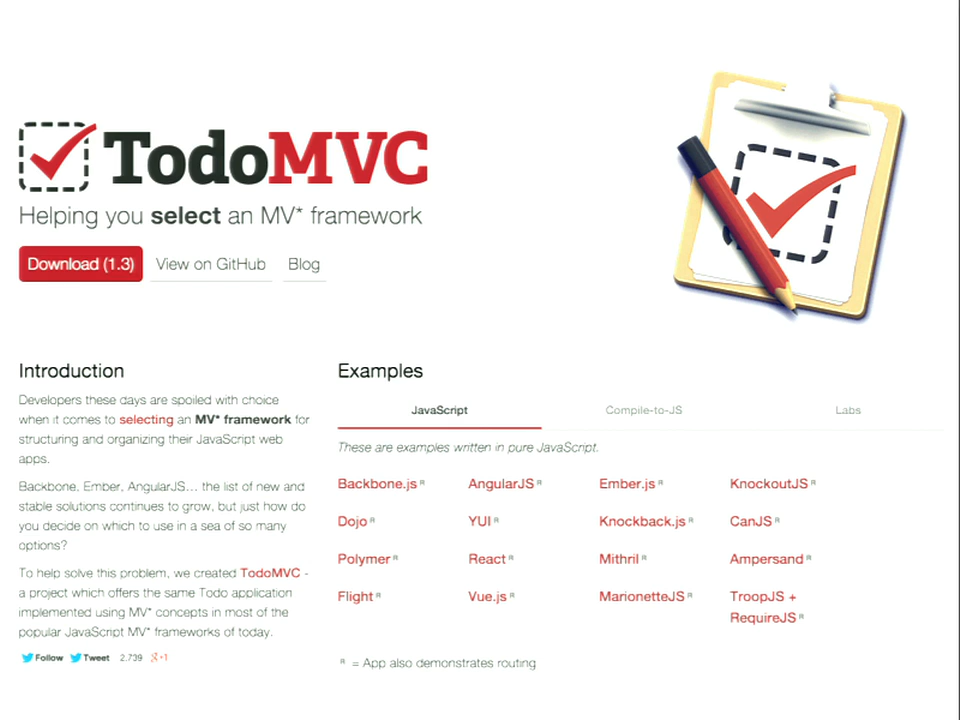 TodoMVC
Helping you select an MV* framework
Download (1.3) View on GitHub Blog
Introduction
Developers these days are spoiled with choice
when it comes to selecting an MV* framework for
structuring and organizing their JavaScript web
apps.
Backbone, Ember, AngularJS... the list of new and
stable solutions continues to grow, but just how do
you decide on which to use in a sea of so many
options?
To help solve this problem, we created TodoMVC -
a project which offers the same Todo application
implemented using MV* concepts in most of the
popular JavaScript MV* frameworks of today.
Follow Tweet 2,739 g+1
Examples
JavaScript Compile-to-JS Labs
These are examples written in pure JavaScript.
Backbone.js R AngularJS R Ember.js R KnockoutJS R
Dojo R YUI R Knockback.js R CanJS R
Polymer R React R Mithril R Ampersand R
Flight R Vue.js R MarionetteJS R TroopJS +
RequireJS R
R = App also demonstrates routing